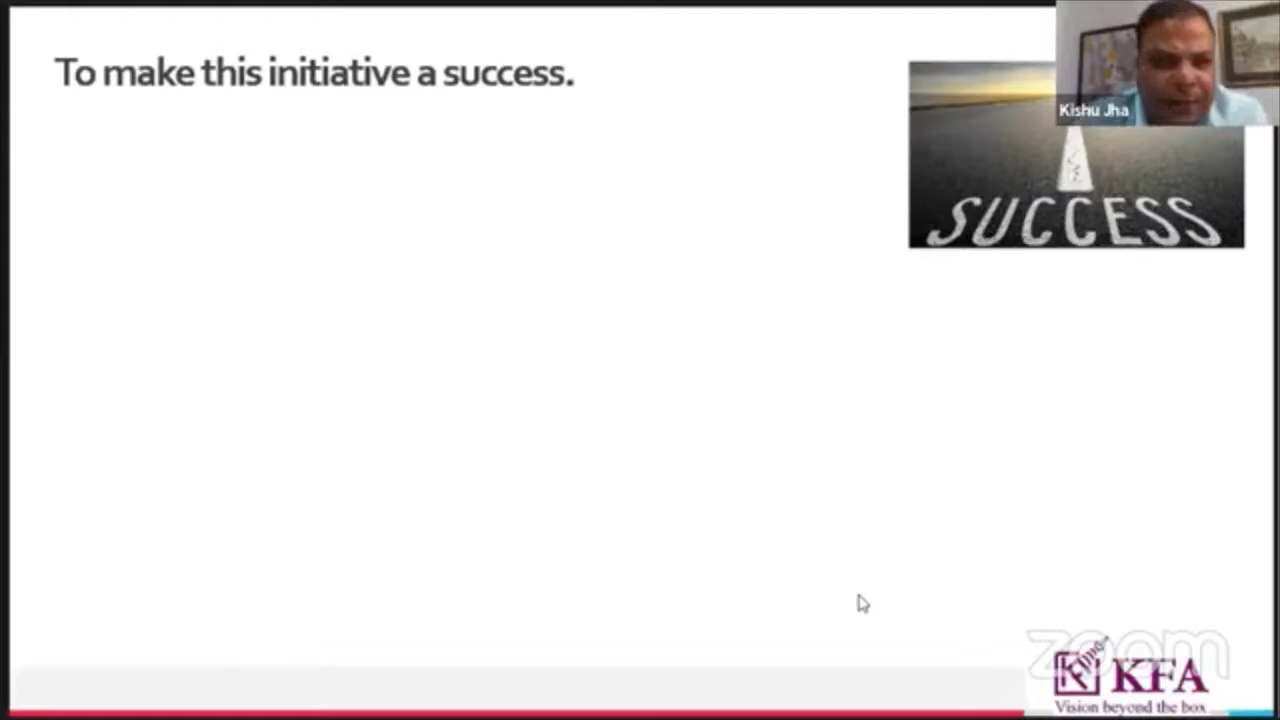 To make this initiative a success.
Kishu Jha
SUCCESS
zoom
KFA
Vision beyond the box